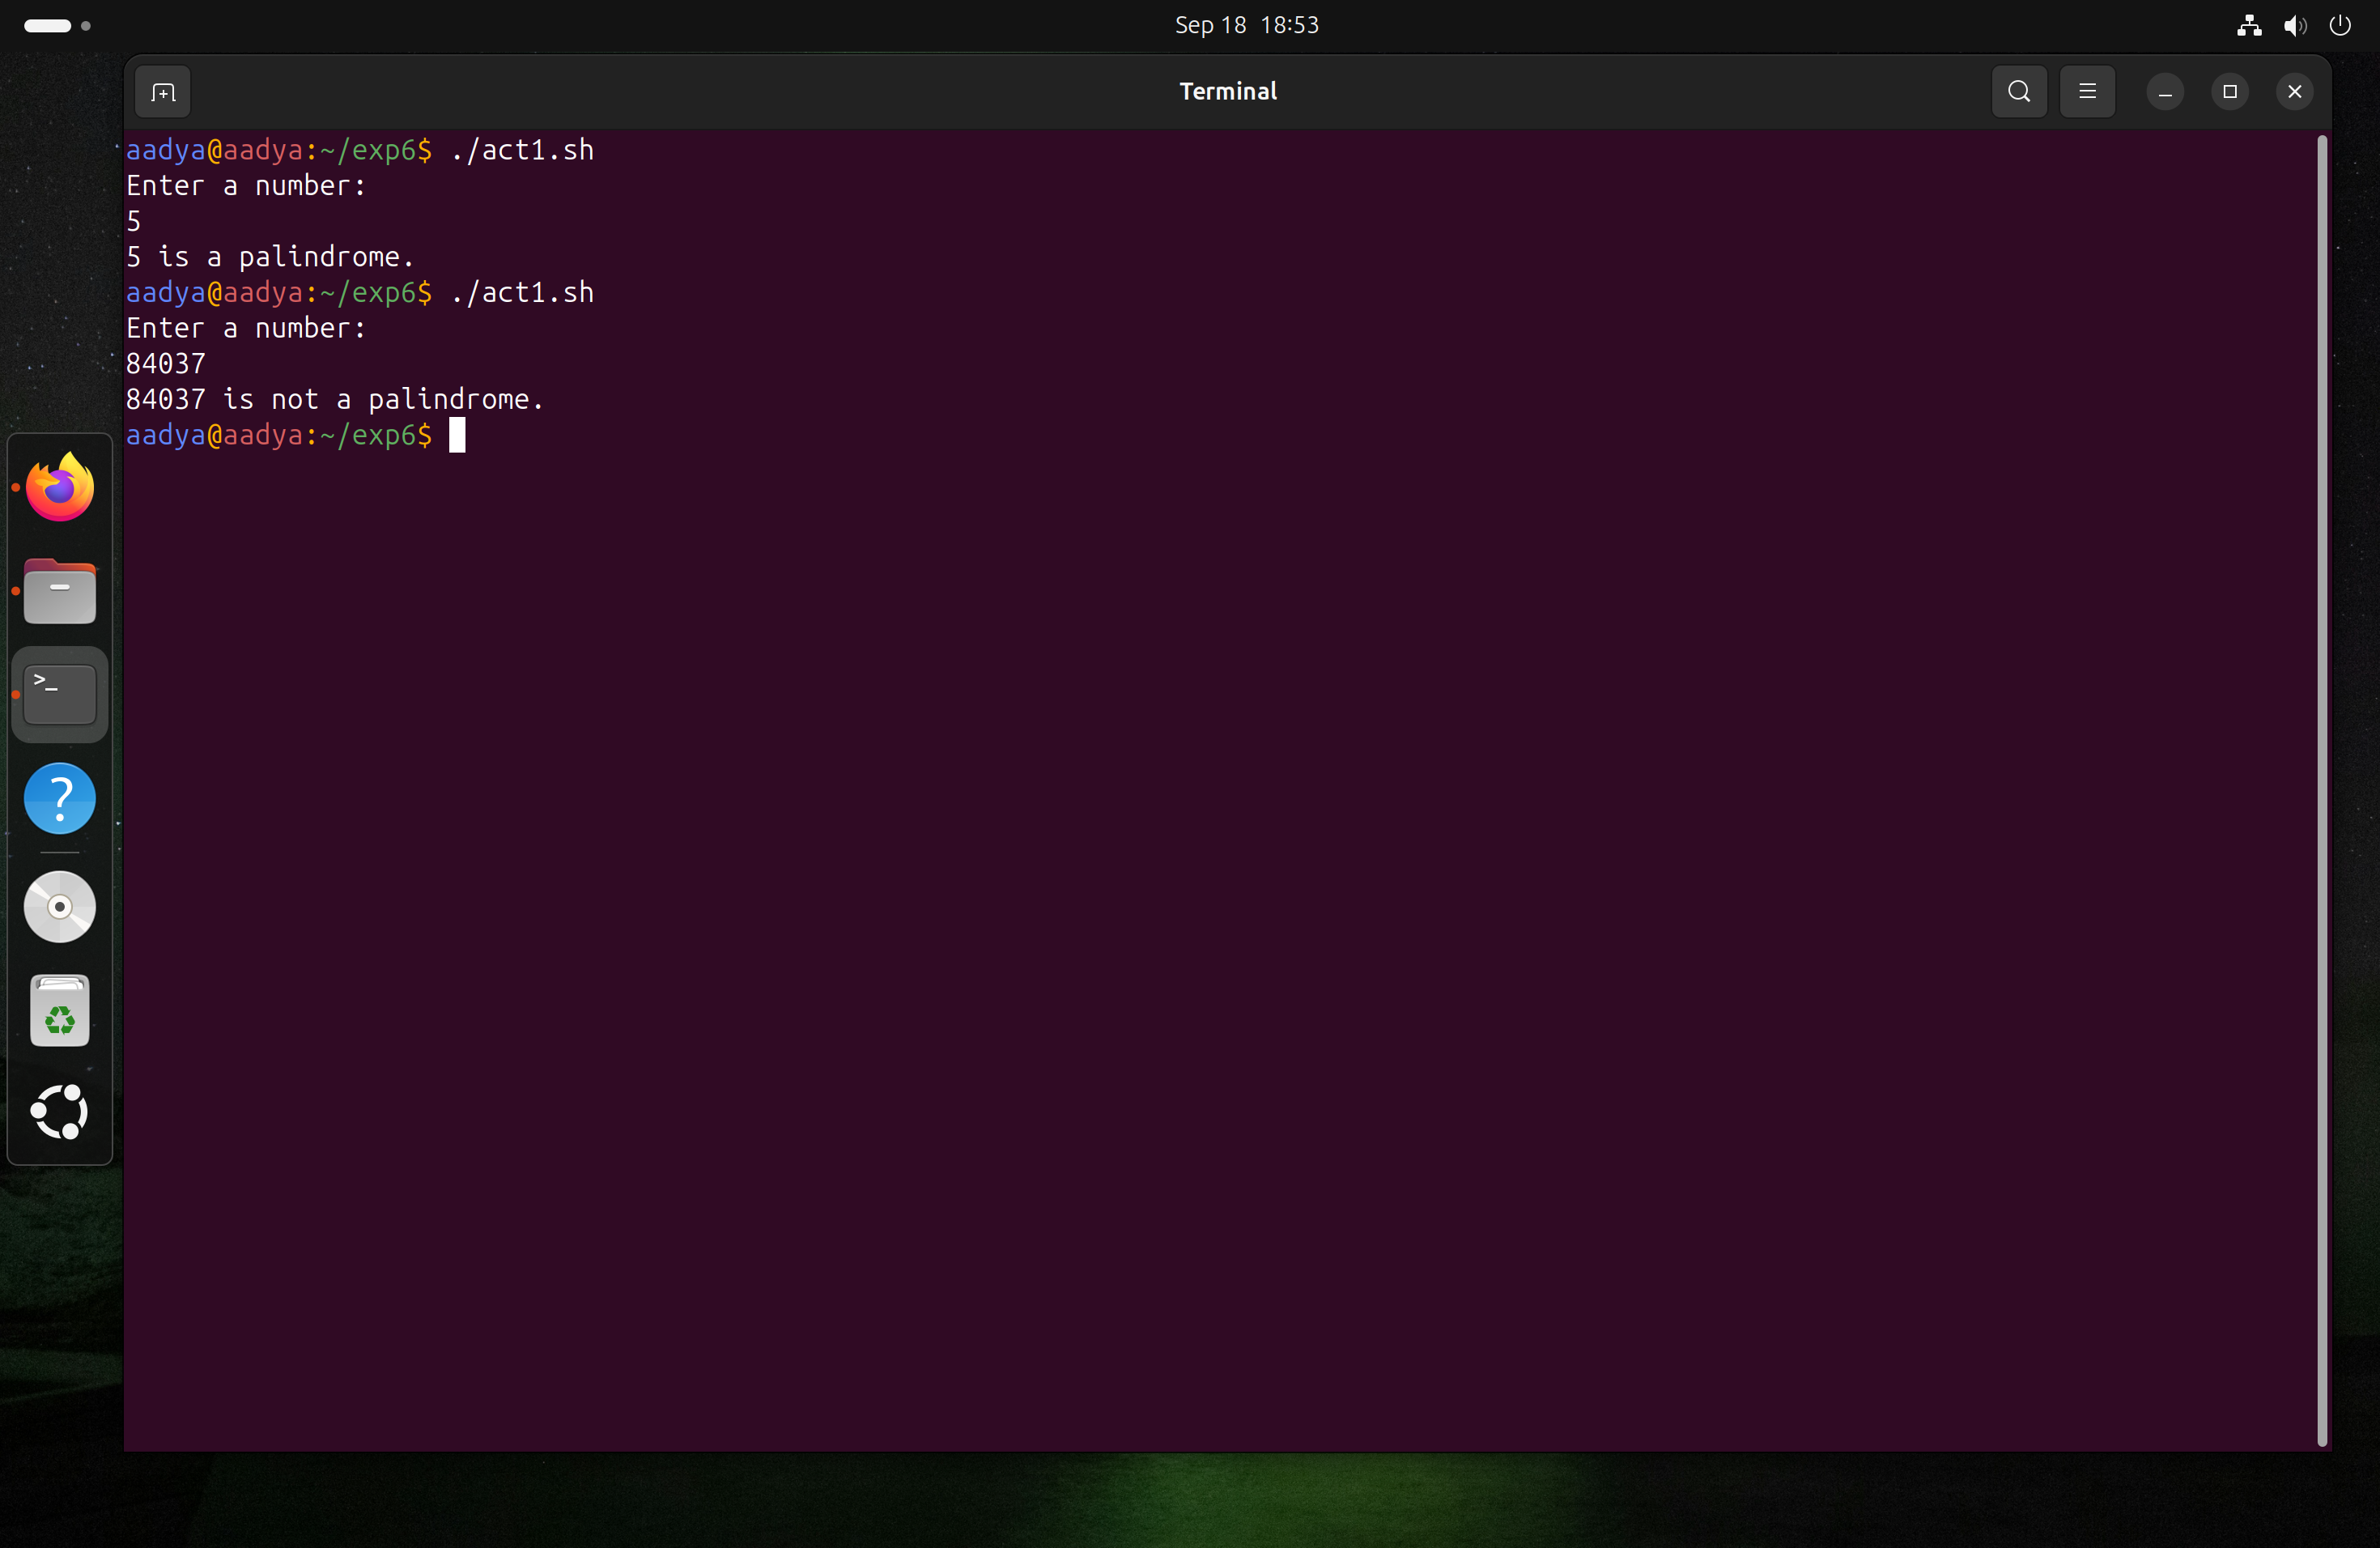 Sep 18 18:53
Terminal
aadya@aadya:~/exp6$ ./act1.sh
Enter a number:
5
5 is a palindrome.
aadya@aadya:~/exp6$ ./act1.sh
Enter a number:
84037
84037 is not a palindrome.
aadya@aadya:~/exp6$